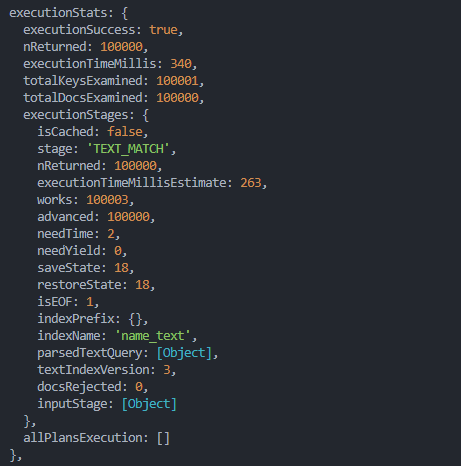 executionStats: {
executionSuccess: true,
nReturned: 100000,
executionTimeMillis: 340,
totalKeysExamined: 100001,
totalDocsExamined: 100000,
executionStages: {
isCached: false,
stage: 'TEXT_MATCH',
nReturned: 100000,
executionTimeMillisEstimate: 263,
works: 100003,
advanced: 100000,
needTime: 2,
needYield: 0,
saveState: 18,
restoreState: 18,
isEOF: 1,
indexPrefix: {},
indexName: 'name_text',
parsedTextQuery: [Object],
textIndexVersion: 3,
docsRejected: 0,
inputStage: [Object]
},
allPlansExecution: []
},